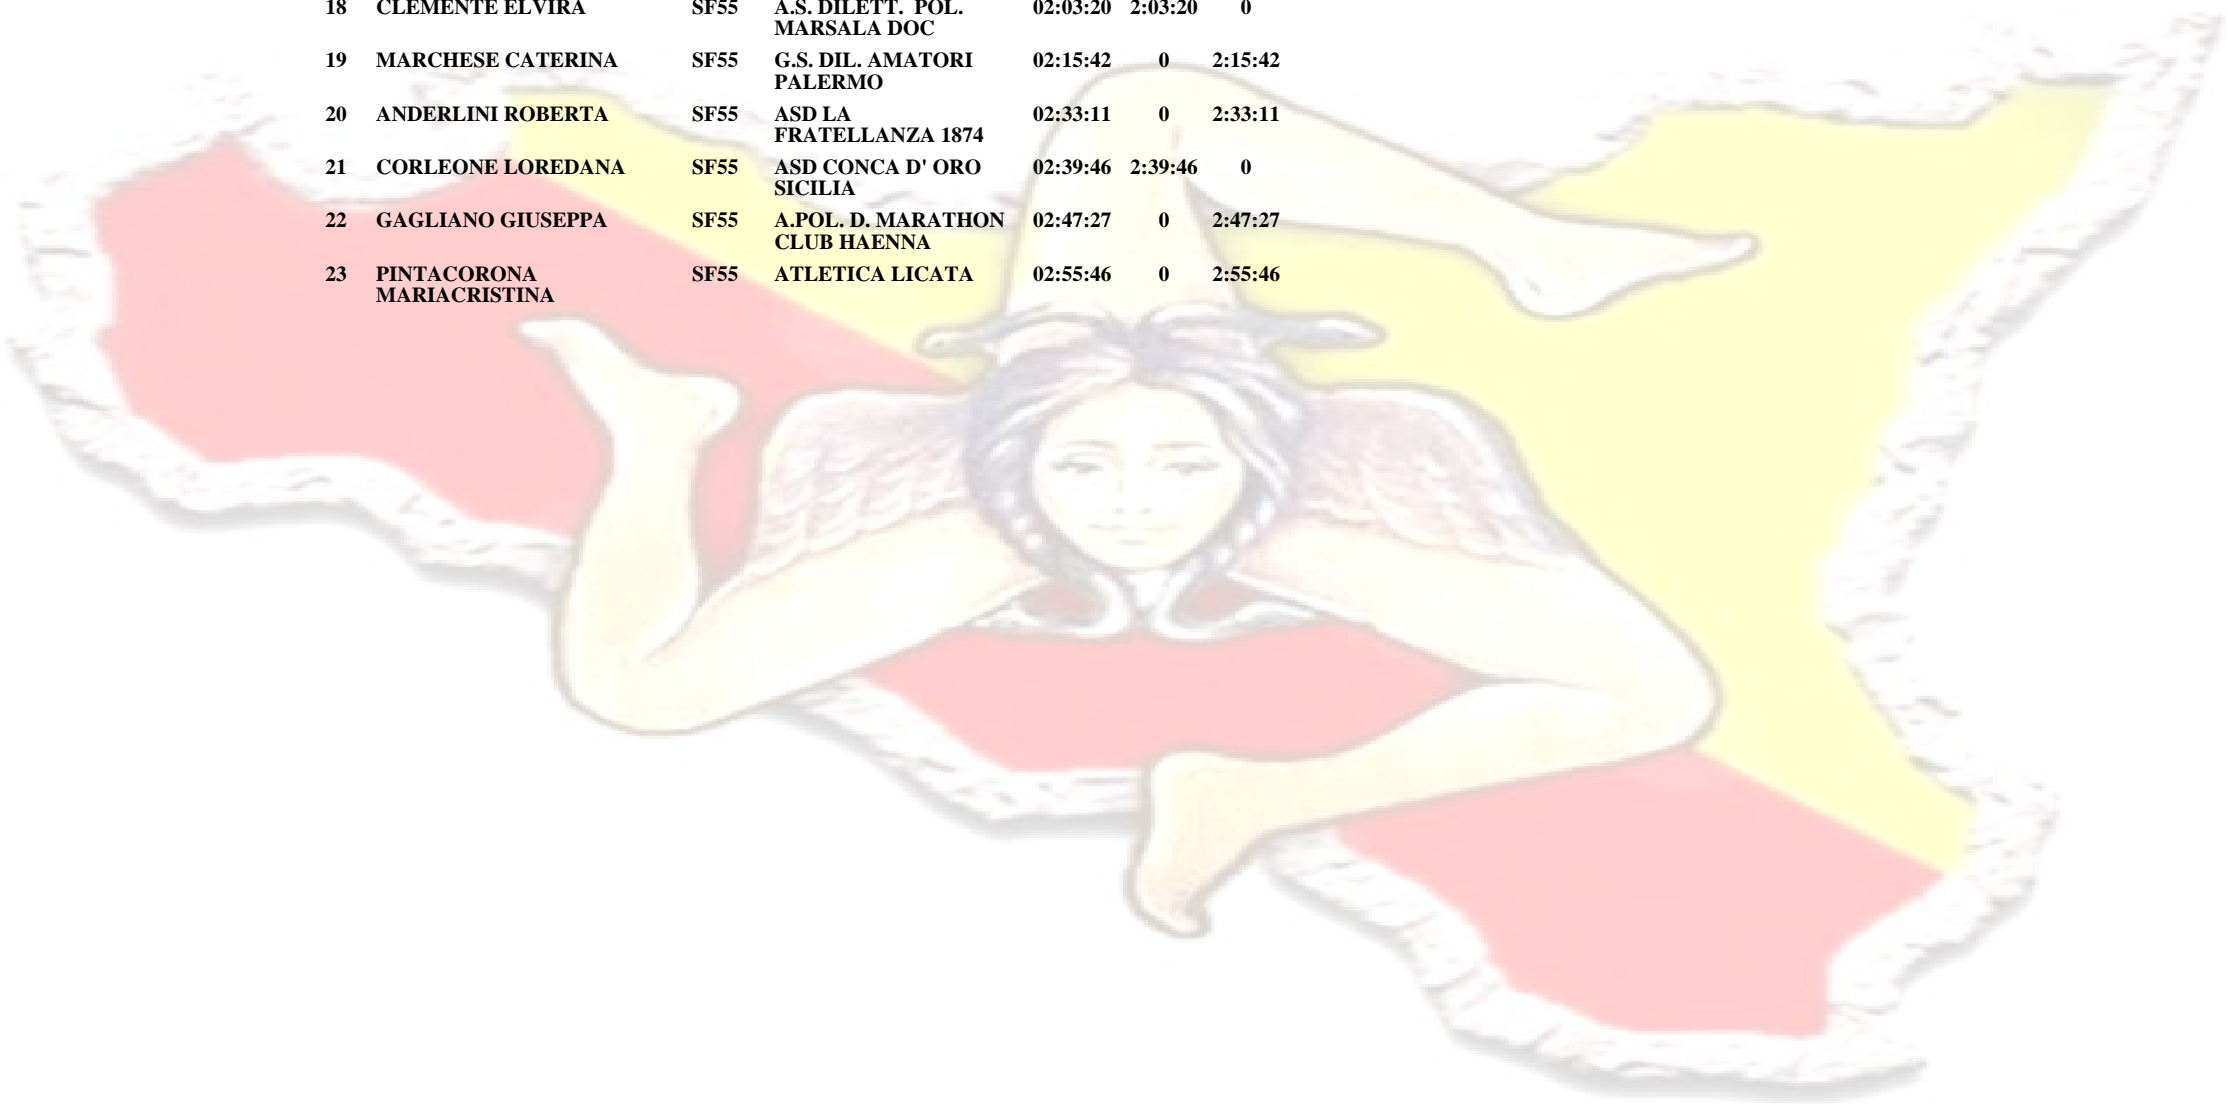 18 CLEMENTE ELVIRA SF55 A.S. DILETT. POL. 02:03:20 2:03:20 0
MARSALA DOC
19 MARCHESE CATERINA SF55 G.S. DIL. AMATORI 02:15:42 0 2:15:42
PALERMO
20 ANDERLINI ROBERTA SF55 ASD LA 02:33:11 0 2:33:11
FRATELLANZA 1874
21 CORLEONE LOREDANA SF55 ASD CONCA D' ORO 02:39:46 2:39:46 0
SICILIA
22 GAGLIANO GIUSEPPA SF55 A.POL. D. MARATHON 02:47:27 0 2:47:27
CLUB HAENNA
23 PINTACORONA SF55 ATLETICA LICATA 02:55:46 0 2:55:46
MARIACRISTINA